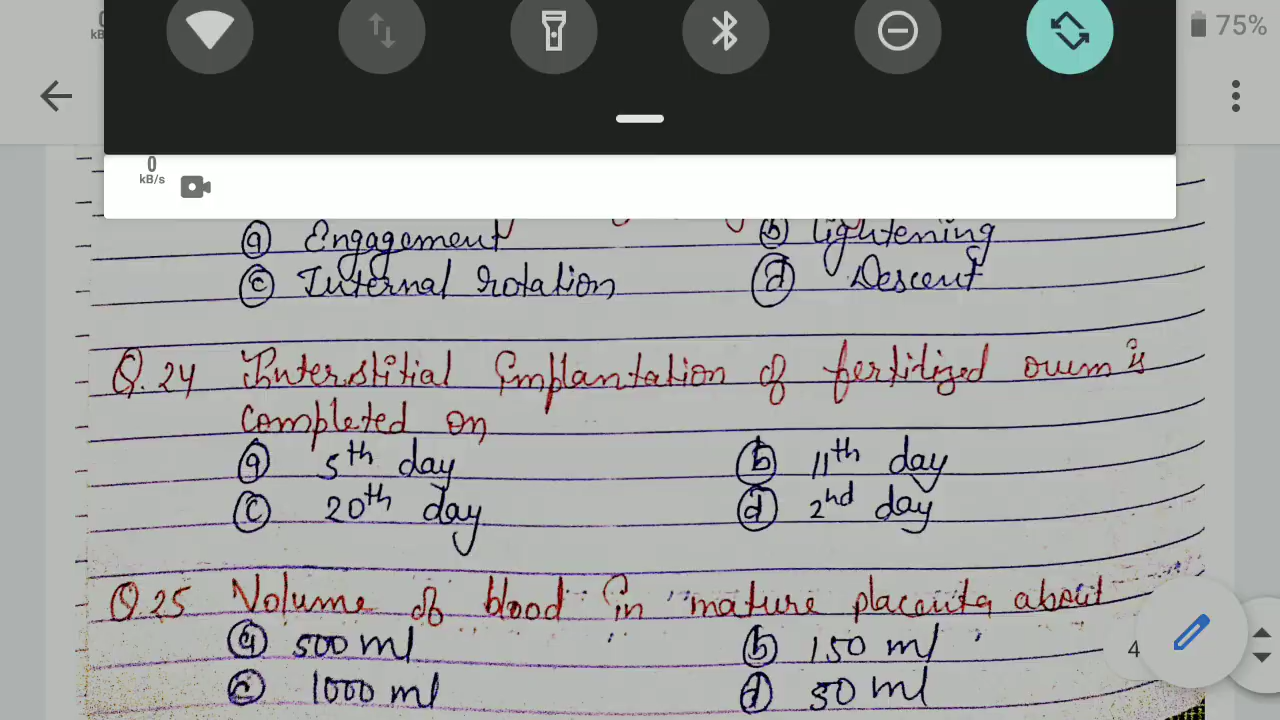 75%
0
kB/s
ⓐ Engagement ⓑ lightening
ⓒ Internal rotation ⓓ Descent
Q.24 Interstitial implantation of fertilized ovum is
completed on
ⓐ 5th day ⓑ 11th day
ⓒ 20th day ⓓ 2nd day
Q.25 Volume of blood in mature placenta about
ⓐ 500 ml ⓑ 150 ml
ⓒ 1000 ml ⓓ 50 ml
4